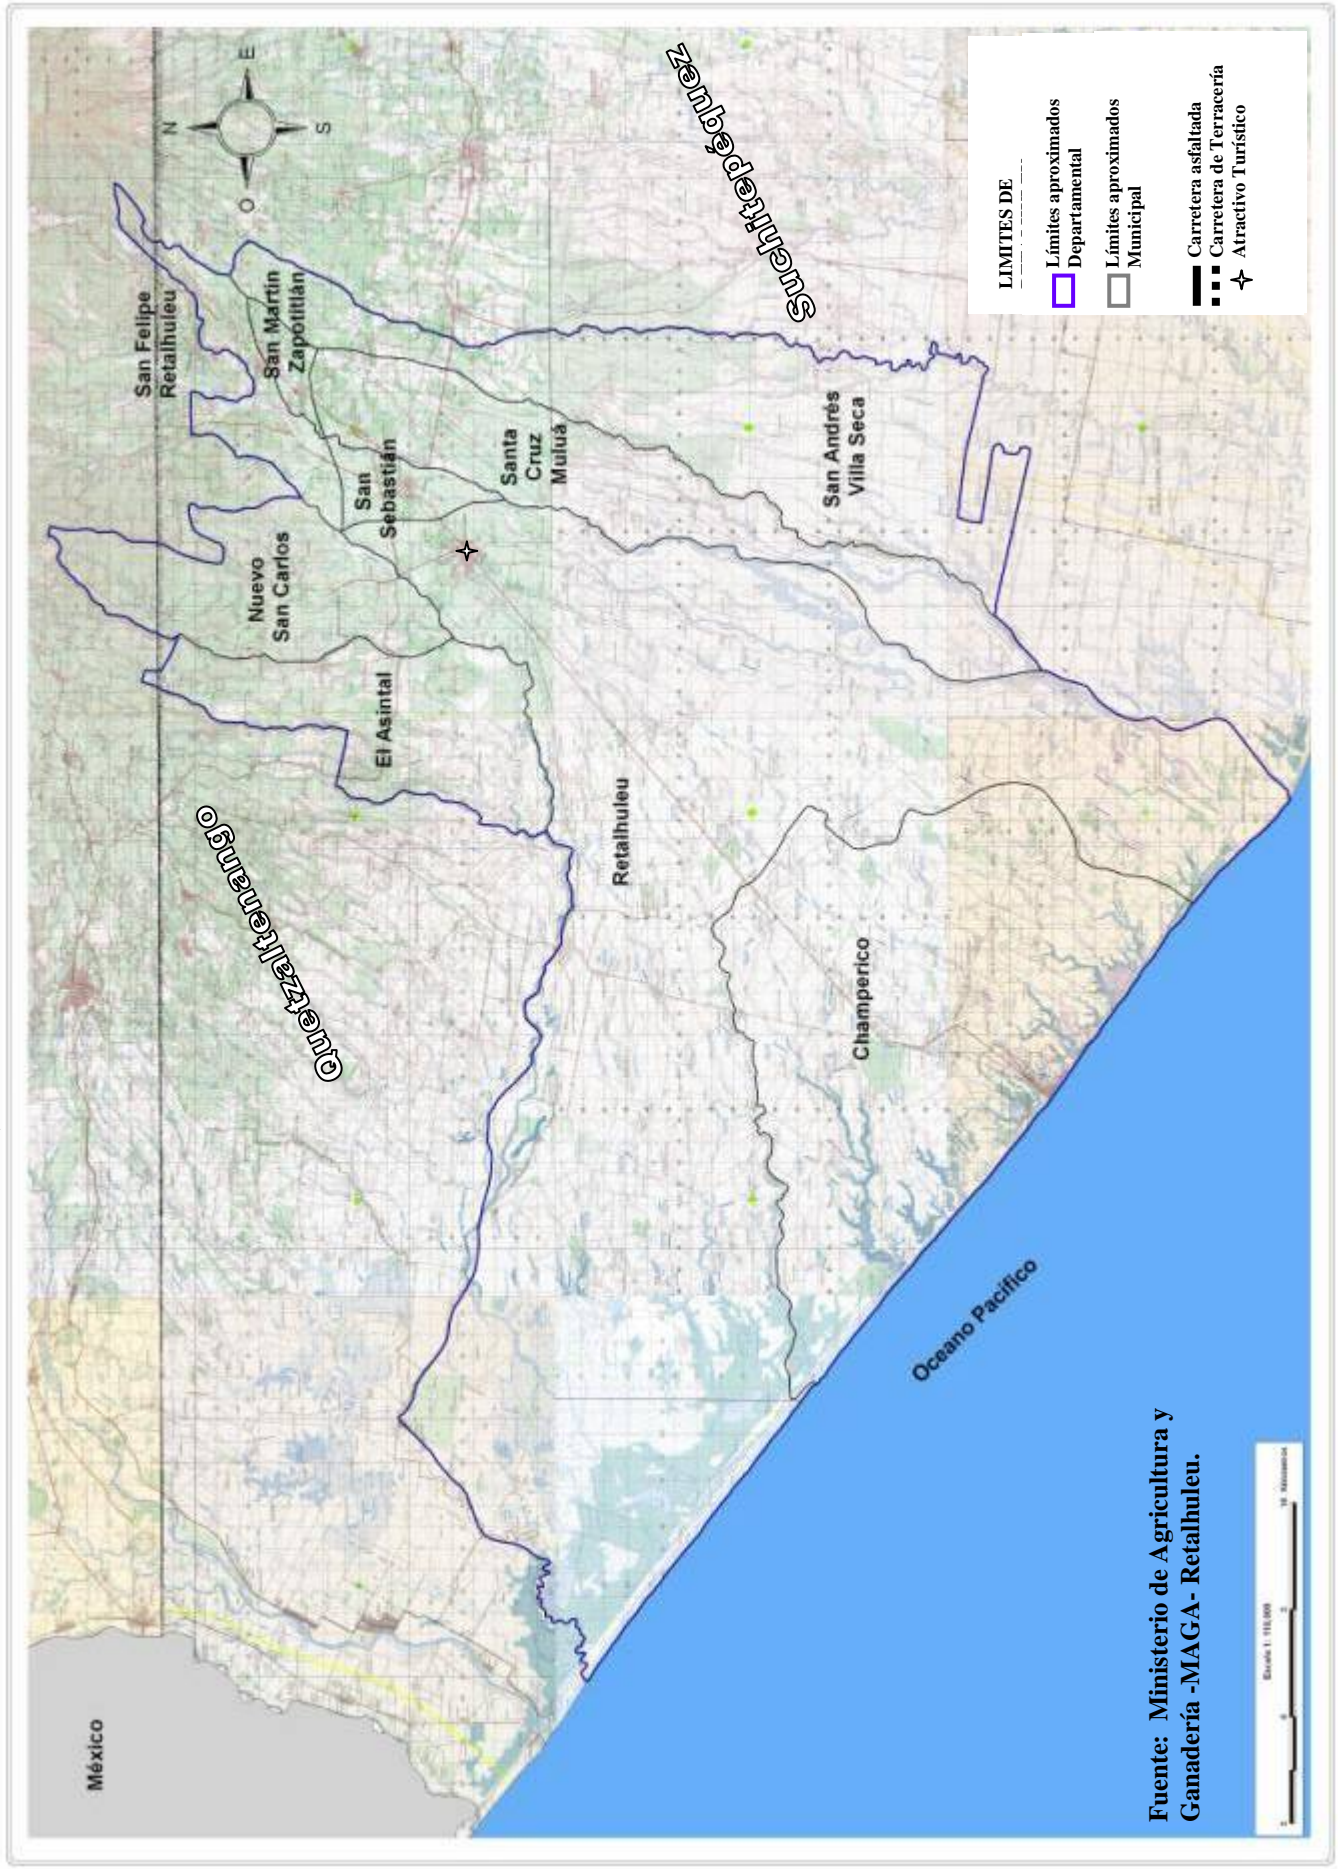 México
Quetzaltenango
Suchitepéquez
San Felipe
Retalhuleu
N
E
S
O
San Martín
Zapotitlán
Nuevo
San Carlos
San
Sebastián
El Asintal
Santa
Cruz
Muluá
San Andrés
Villa Seca
Retalhuleu
Champerico
Oceano Pacífico
LIMITES DE
Límites aproximados
Departamental
Límites aproximados
Municipal
Carretera asfaltada
Carretera de Terracería
Atractivo Turístico
Fuente: Ministerio de Agricultura y
Ganadería -MAGA- Retalhuleu.